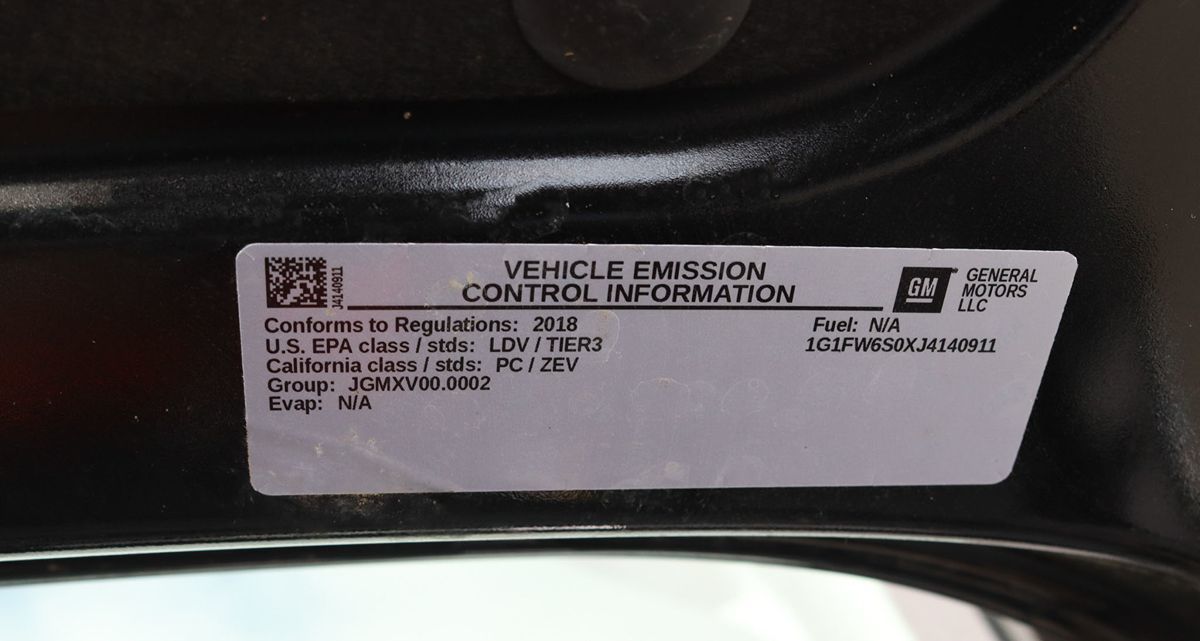 J4140911
VEHICLE EMISSION
CONTROL INFORMATION
GM
GENERAL
MOTORS
LLC
Conforms to Regulations: 2018
U.S. EPA class / stds: LDV / TIER3
California class / stds: PC / ZEV
Group: JGMXV00.0002
Evap: N/A
Fuel: N/A
1G1FW6S0XJ4140911